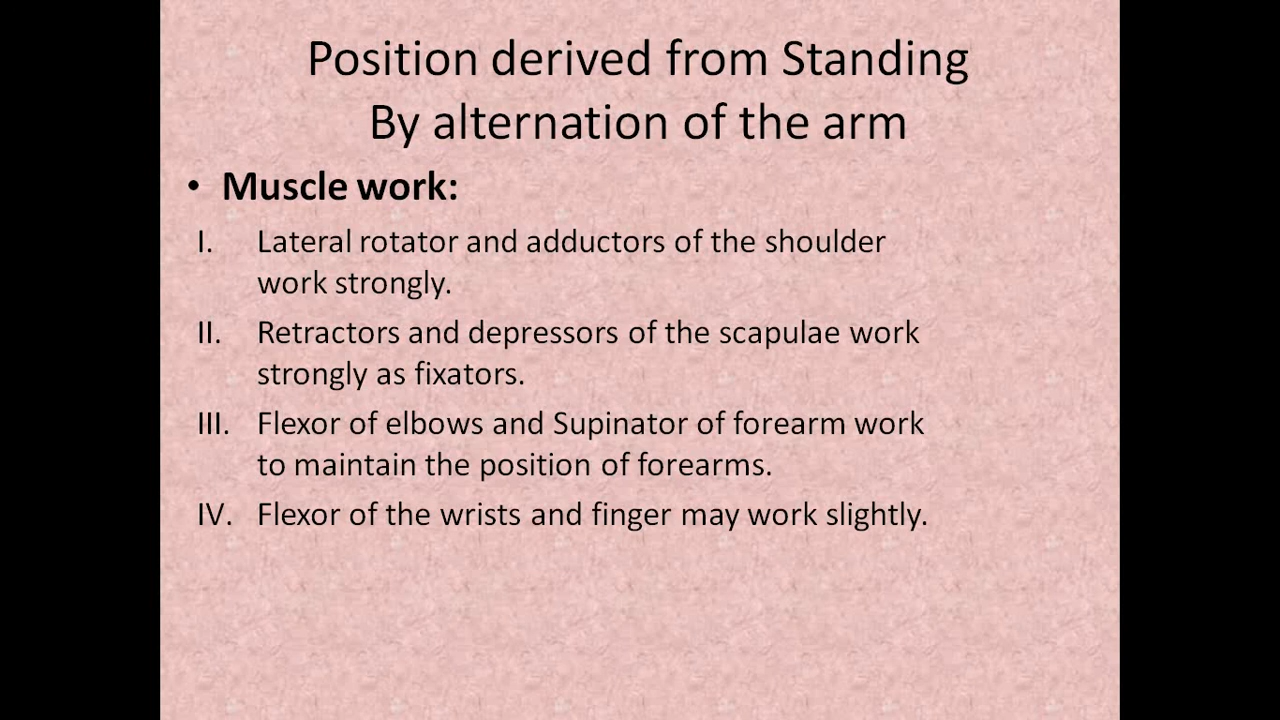 Position derived from Standing
By alternation of the arm
• Muscle work:
I. Lateral rotator and adductors of the shoulder
work strongly.
II. Retractors and depressors of the scapulae work
strongly as fixators.
III. Flexor of elbows and Supinator of forearm work
to maintain the position of forearms.
IV. Flexor of the wrists and finger may work slightly.